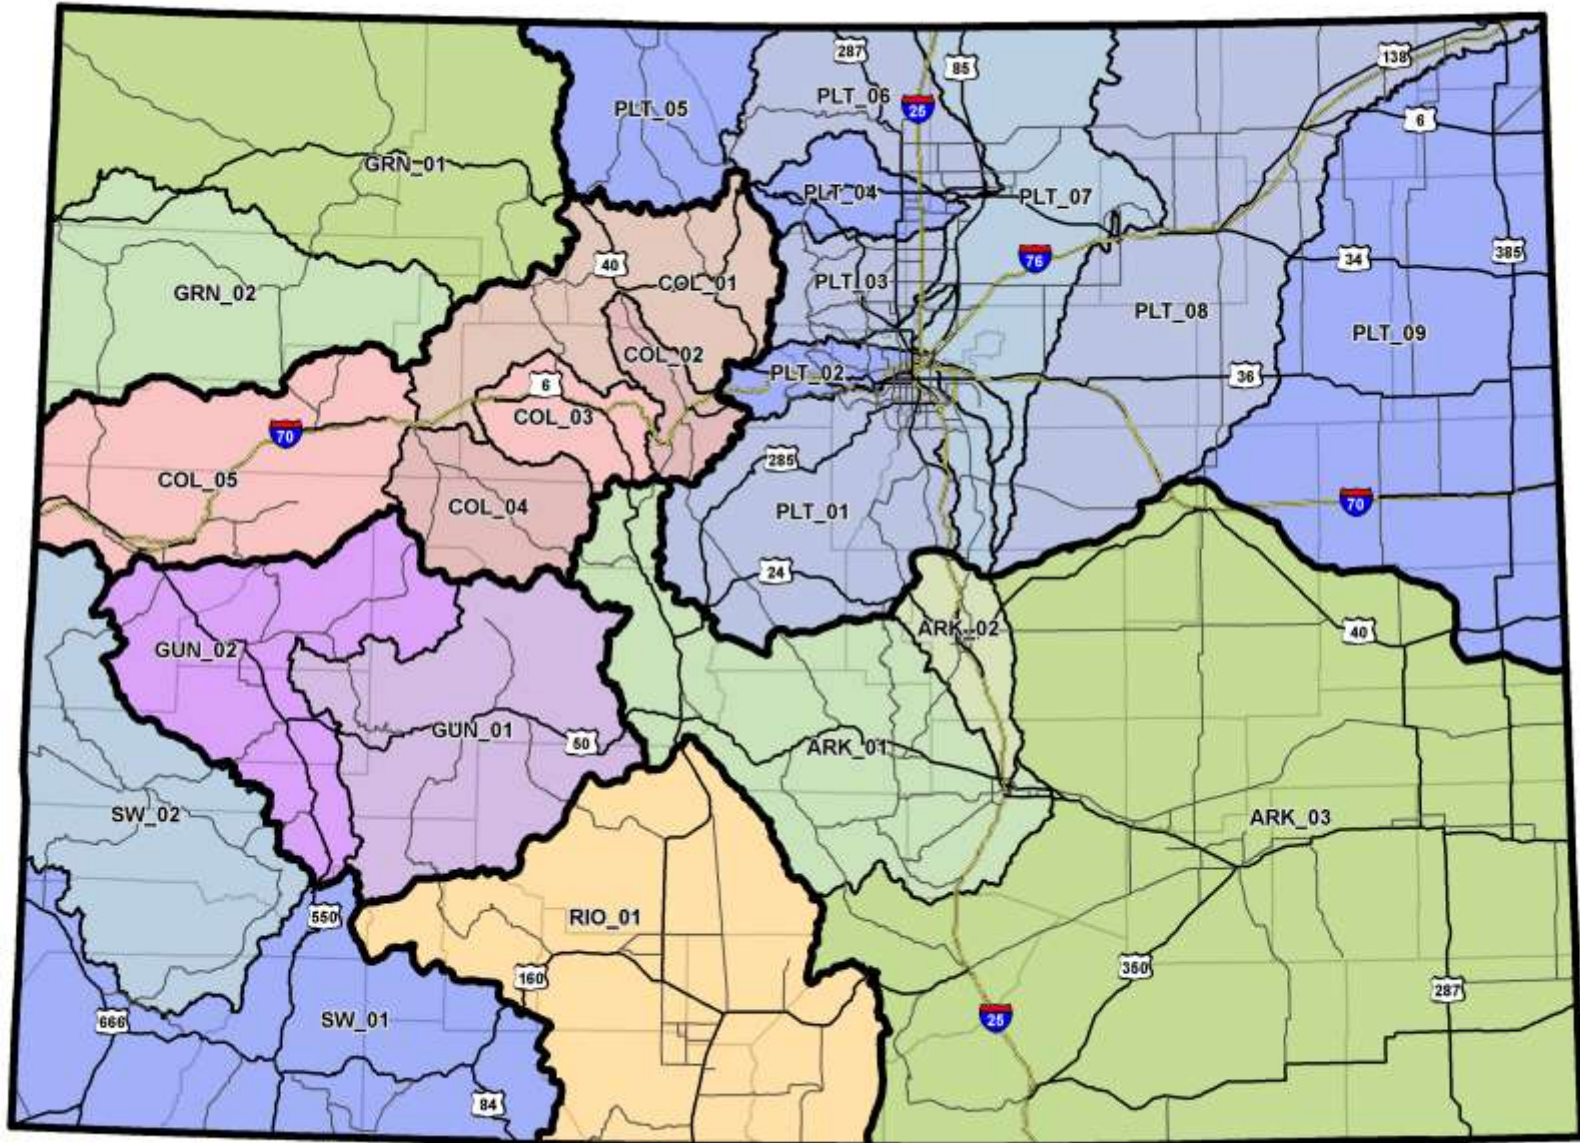 287
85
138
PLT_05
PLT_06
25
6
GRN_01
PLT_04
PLT_07
40
76
34
385
GRN_02
COL_01
PLT_03
PLT_08
PLT_09
COL_02
PLT_02
36
6
COL_03
70
285
COL_05
COL_04
PLT_01
70
24
ARK_02
40
GUN_02
GUN_01
50
ARK_01
SW_02
ARK_03
550
RIO_01
160
350
287
666
SW_01
25
84